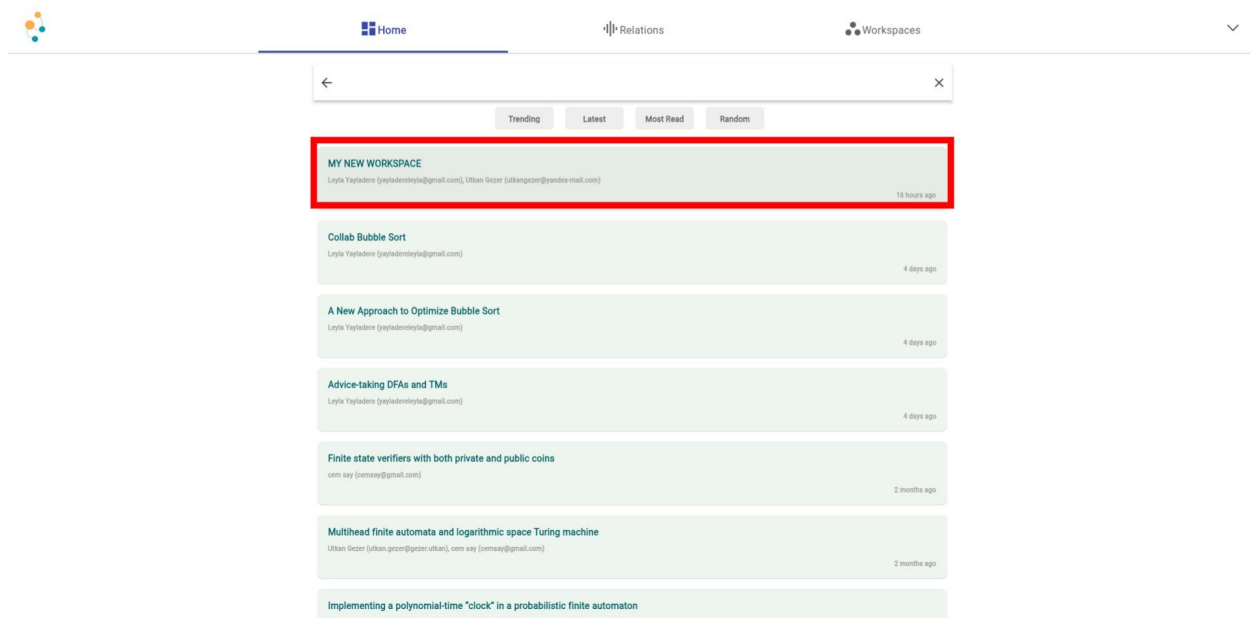 Home Relations Workspaces
Trending Latest Most Read Random
MY NEW WORKSPACE
Leyla Yayladere (yayladereleyla@gmail.com), Utkan Gezer (utkangezer@yandex-mail.com)
16 hours ago
Collab Bubble Sort
Leyla Yayladere (yayladereleyla@gmail.com)
4 days ago
A New Approach to Optimize Bubble Sort
Leyla Yayladere (yayladereleyla@gmail.com)
4 days ago
Advice-taking DFAs and TMs
Leyla Yayladere (yayladereleyla@gmail.com)
4 days ago
Finite state verifiers with both private and public coins
cem say (cemsay@gmail.com)
2 months ago
Multihead finite automata and logarithmic space Turing machine
Utkan Gezer (utkan.gezer@gezer.utkan), cem say (cemsay@gmail.com)
2 months ago
Implementing a polynomial-time “clock” in a probabilistic finite automaton